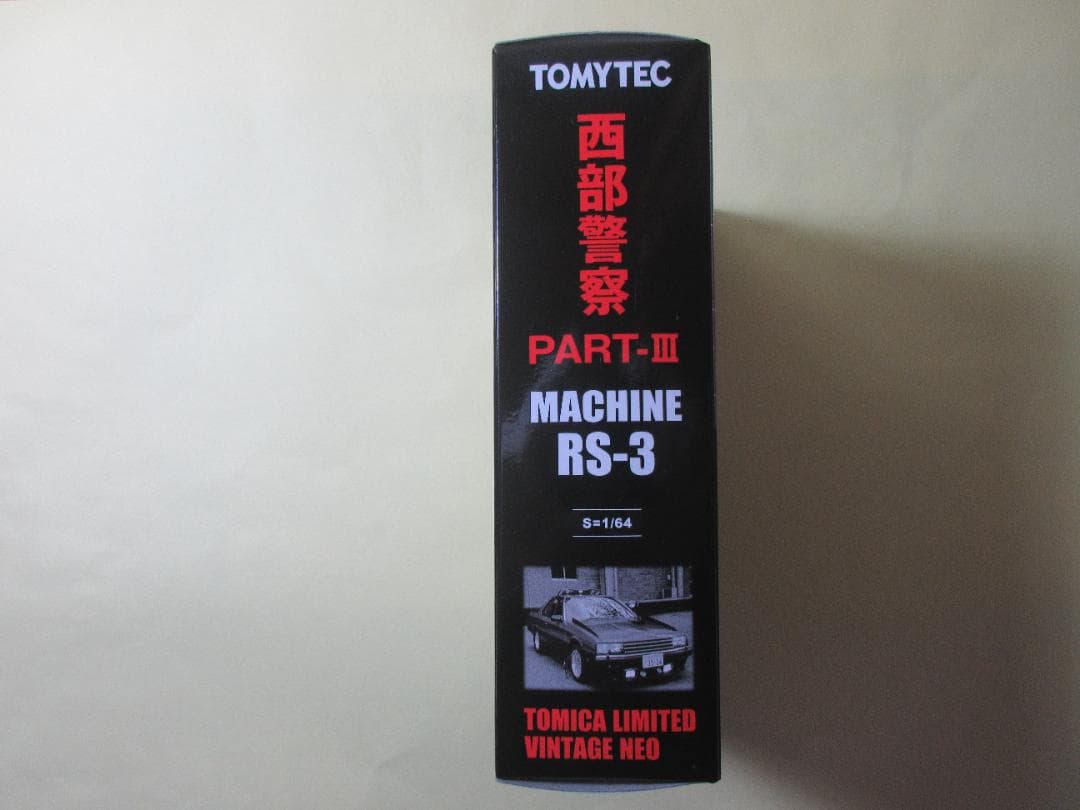 TOMYTEC
西部警察
PART-III
MACHINE
RS-3
S=1/64
TOMICA LIMITED
VINTAGE NEO